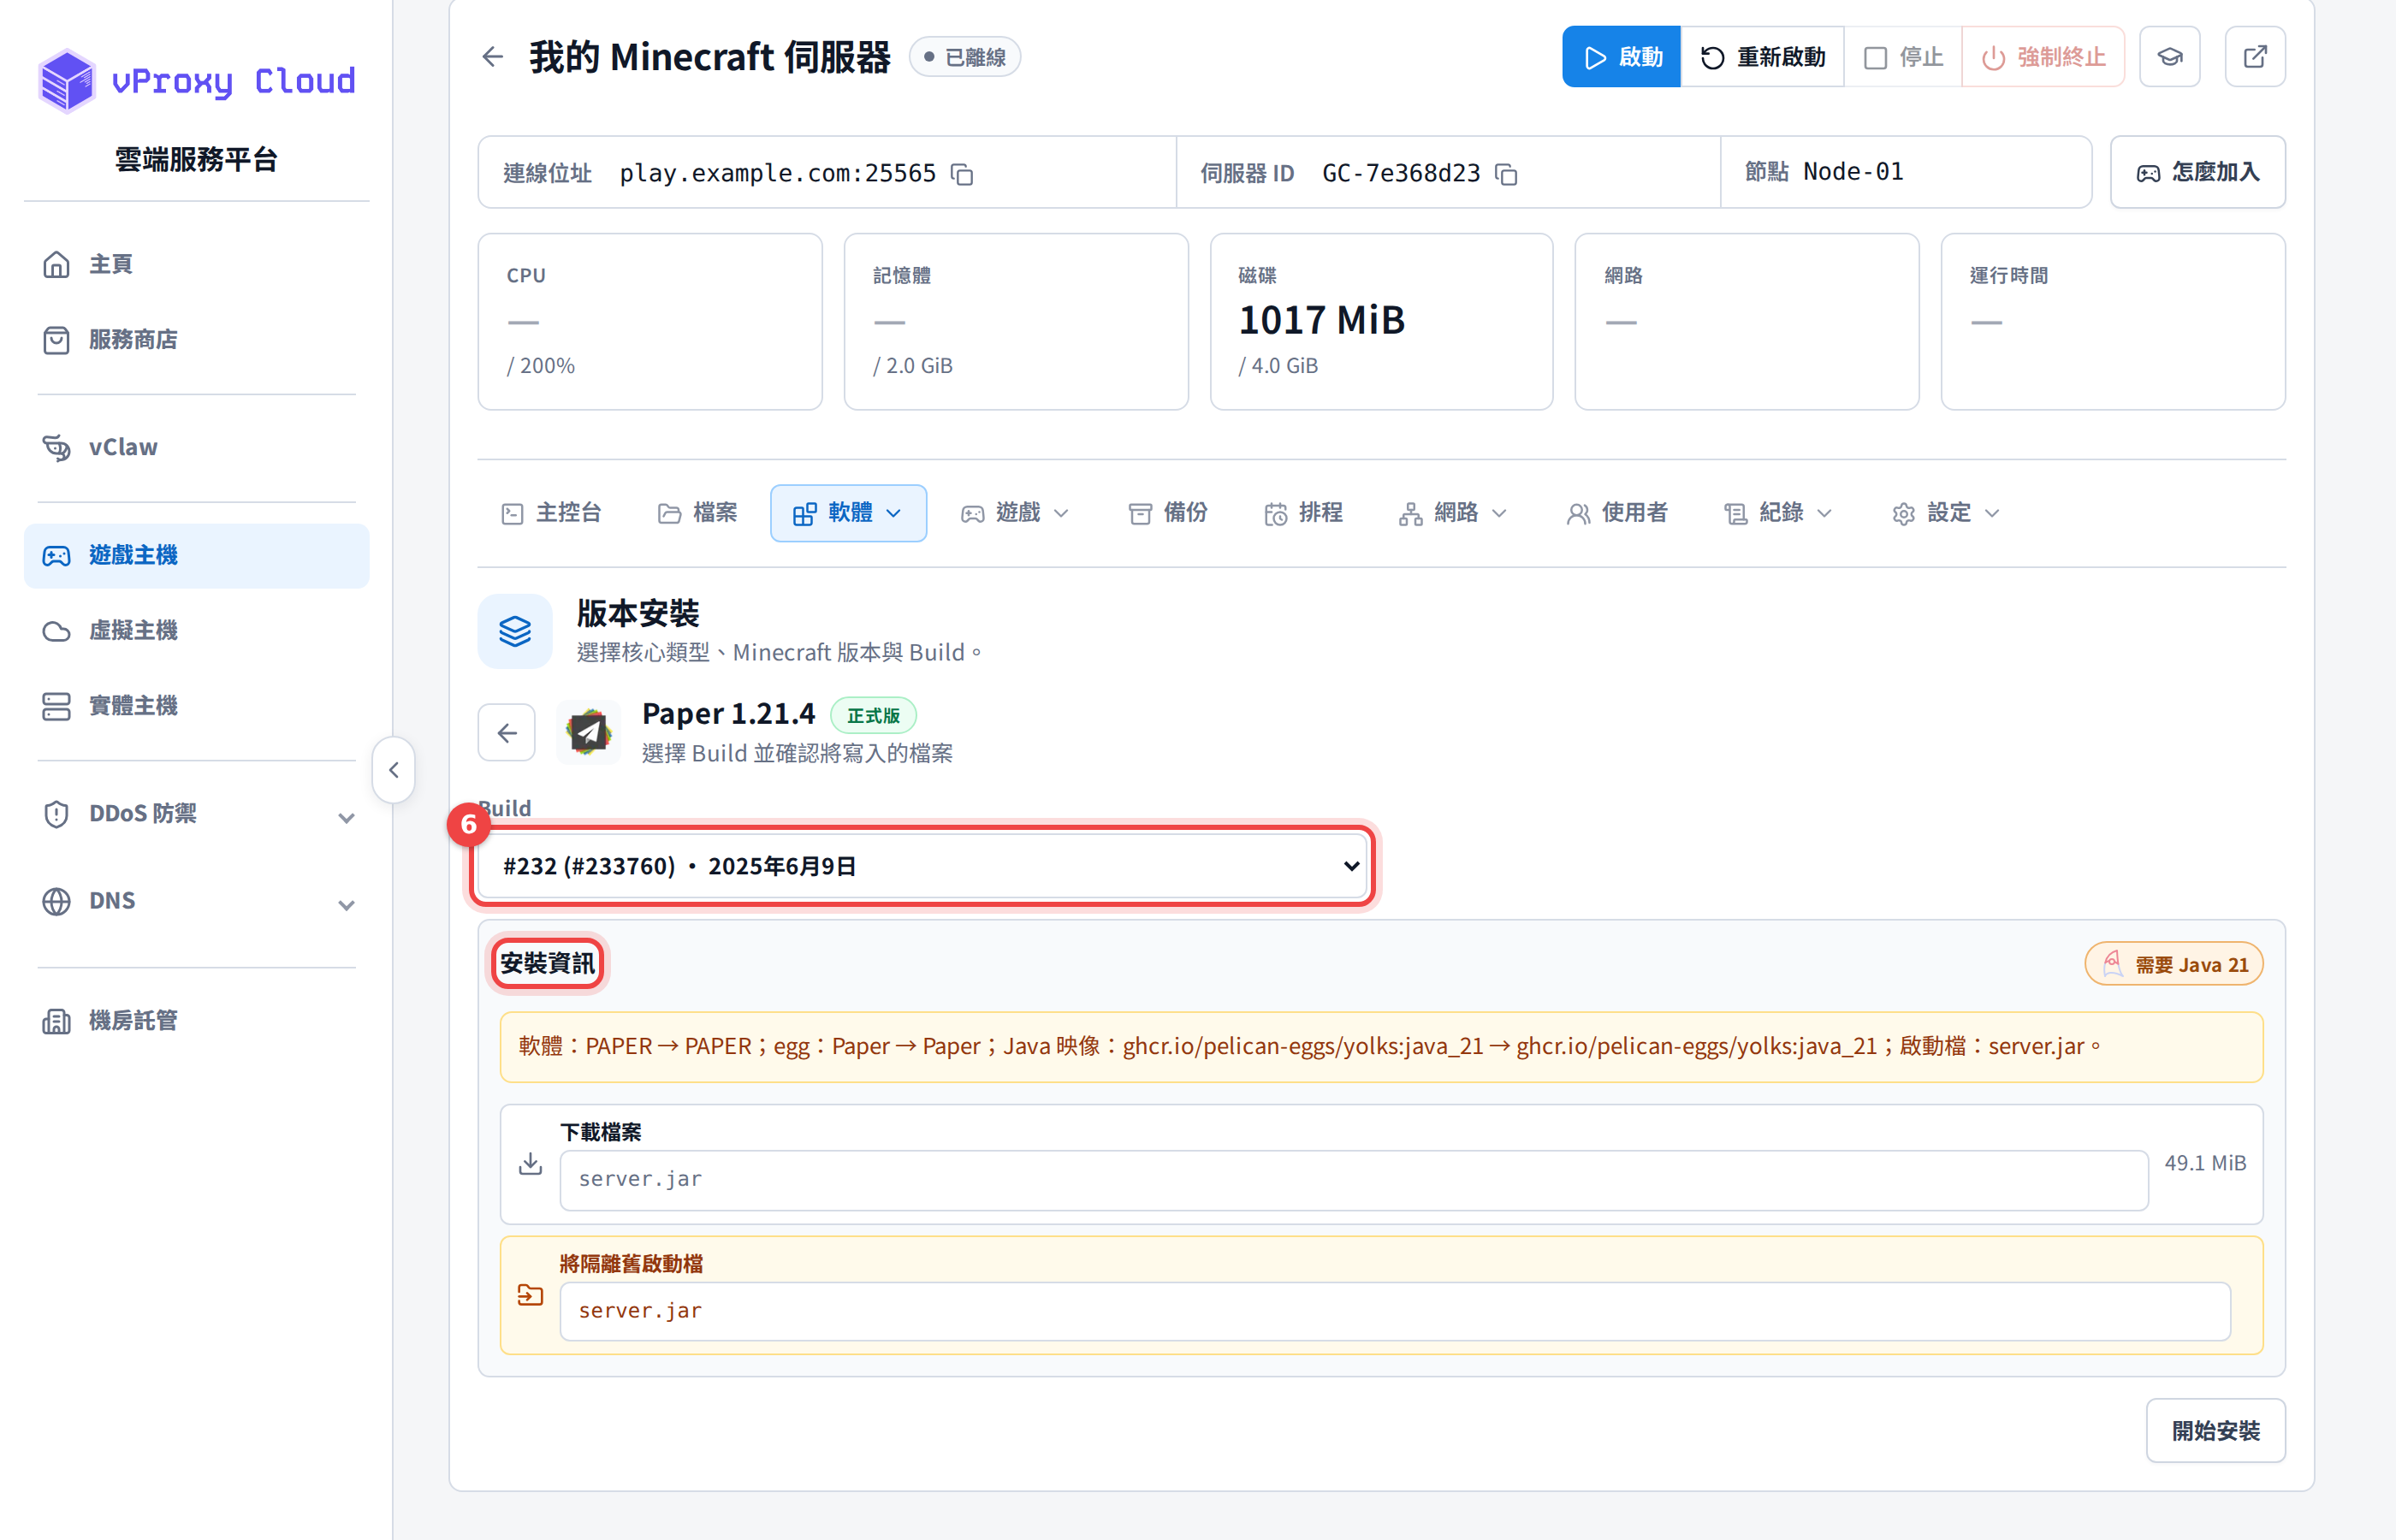 vProxy Cloud
雲端服務平台
主頁
服務商店
vClaw
遊戲主機
虛擬主機
實體主機
DDoS 防禦
DNS
機房託管
我的 Minecraft 伺服器
已離線
啟動
重新啟動
停止
強制終止
連線位址 play.example.com:25565
伺服器 ID GC-7e368d23
節點 Node-01
怎麼加入
CPU
—
/ 200%
記憶體
—
/ 2.0 GiB
磁碟
1017 MiB
/ 4.0 GiB
網路
—
運行時間
—
主控台
檔案
軟體
遊戲
備份
排程
網路
使用者
紀錄
設定
版本安裝
選擇核心類型、Minecraft 版本與 Build。
Paper 1.21.4 正式版
選擇 Build 並確認將寫入的檔案
Build
6
#232 (#233760) • 2025年6月9日
安裝資訊
需要 Java 21
軟體：PAPER → PAPER；egg：Paper → Paper；Java 映像：ghcr.io/pelican-eggs/yolks:java_21 → ghcr.io/pelican-eggs/yolks:java_21；啟動檔：server.jar。
下載檔案
server.jar
49.1 MiB
將隔離舊啟動檔
server.jar
開始安裝